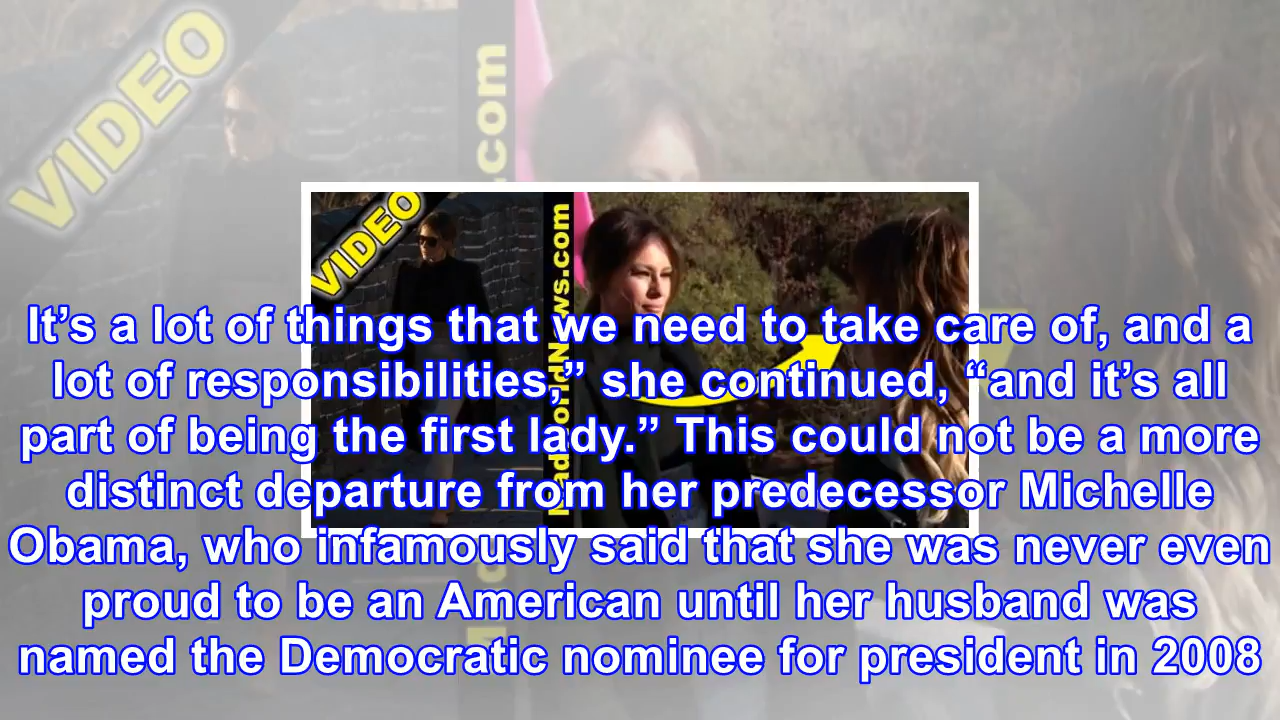 VIDEO
.com
VIDEO
It’s a lot of things that we need to take care of, and a
lot of responsibilities,” she continued, “and it’s all
part of being the first lady.” This could not be a more
distinct departure from her predecessor Michelle
Obama, who infamously said that she was never even
proud to be an American until her husband was
named the Democratic nominee for president in 2008